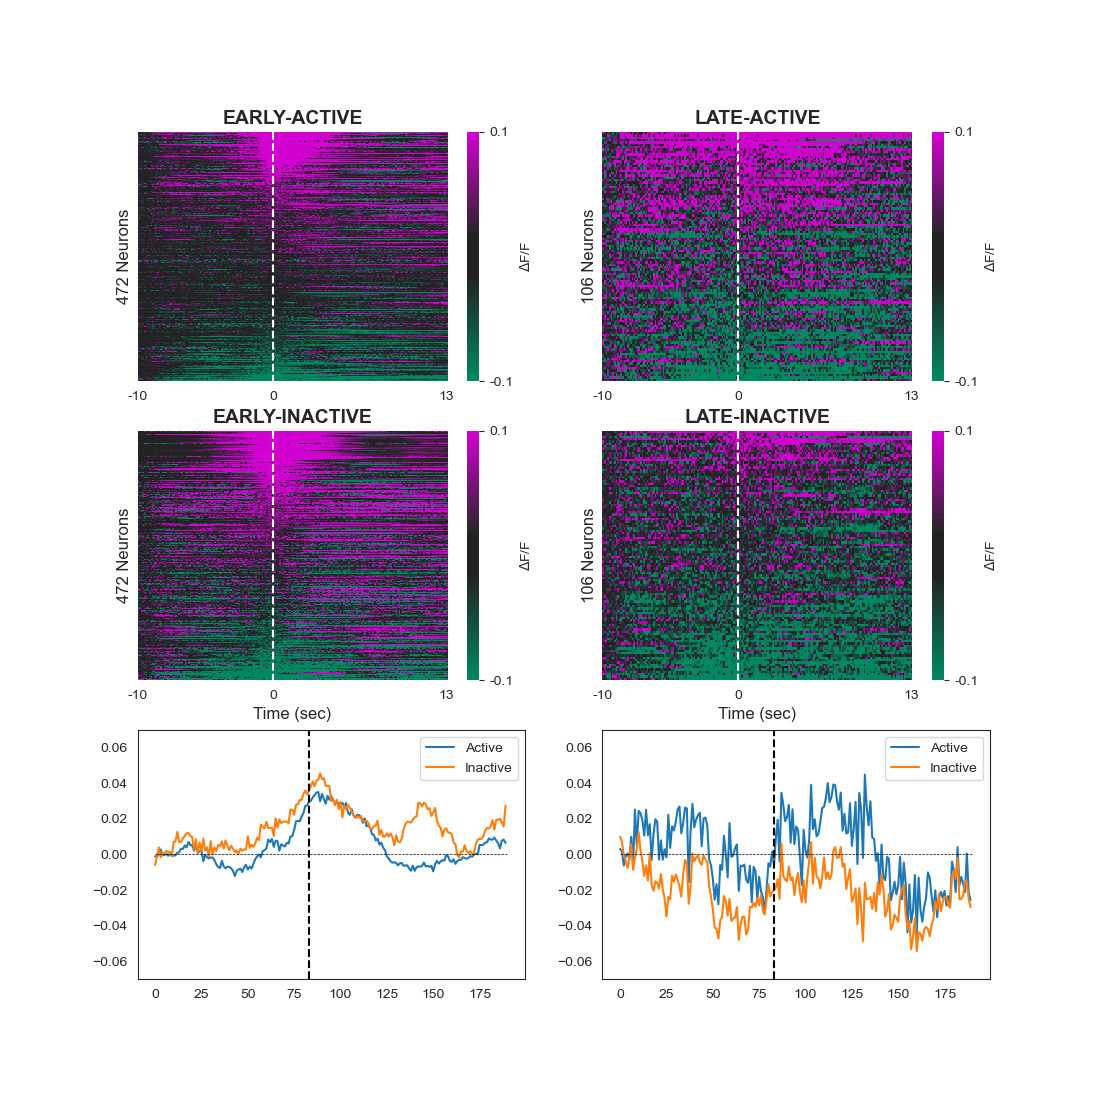 EARLY-ACTIVE
472 Neurons
-10 0 13
0.1
ΔF/F
-0.1
LATE-ACTIVE
106 Neurons
-10 0 13
0.1
ΔF/F
-0.1
EARLY-INACTIVE
472 Neurons
-10 0 13
Time (sec)
0.1
ΔF/F
-0.1
LATE-INACTIVE
106 Neurons
-10 0 13
Time (sec)
0.1
ΔF/F
-0.1
0.06
0.04
0.02
0.00
−0.02
−0.04
−0.06
Active
Inactive
0 25 50 75 100 125 150 175
0.06
0.04
0.02
0.00
−0.02
−0.04
−0.06
Active
Inactive
0 25 50 75 100 125 150 175